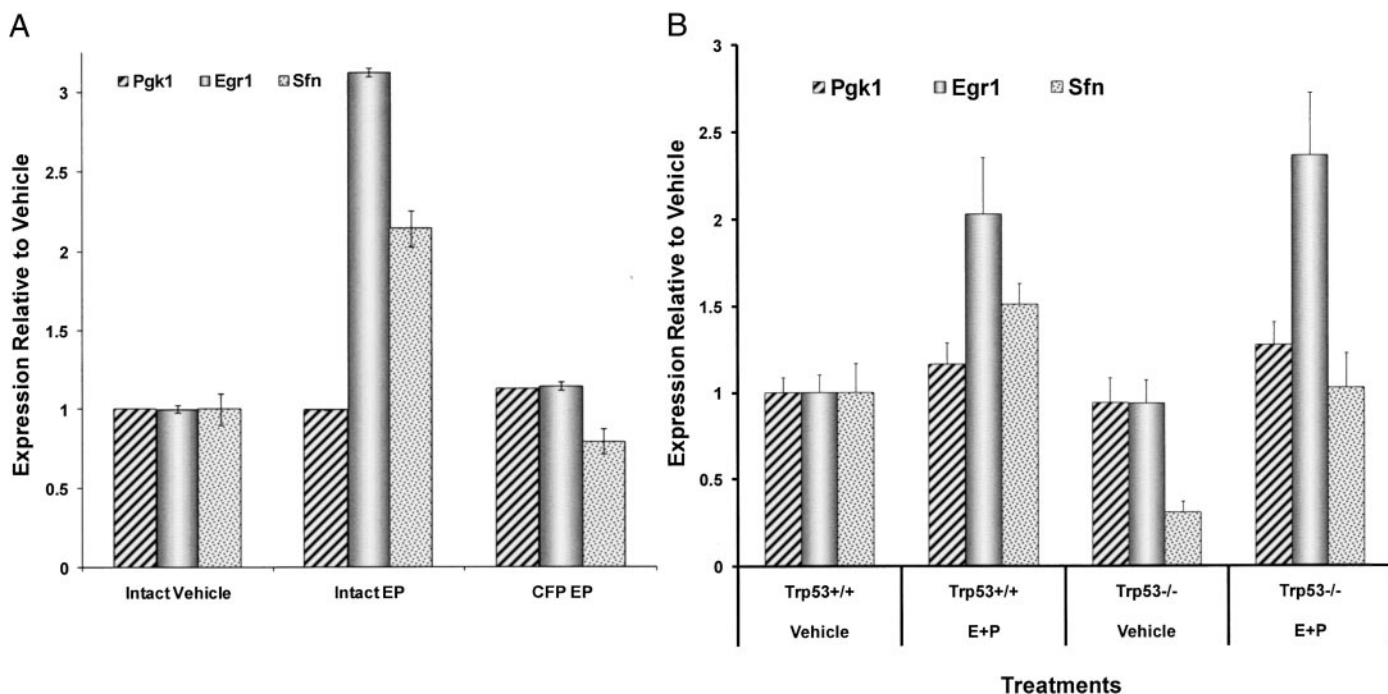 A
Expression Relative to Vehicle
3
2.5
2
1.5
1
0.5
0
Pgk1 Egr1 Sfn
Intact Vehicle Intact EP CFP EP
B
Expression Relative to Vehicle
3
2.5
2
1.5
1
0.5
0
Pgk1 Egr1 Sfn
Trp53+/+ Trp53+/+ Trp53-/- Trp53-/-
Vehicle E+P Vehicle E+P
Treatments